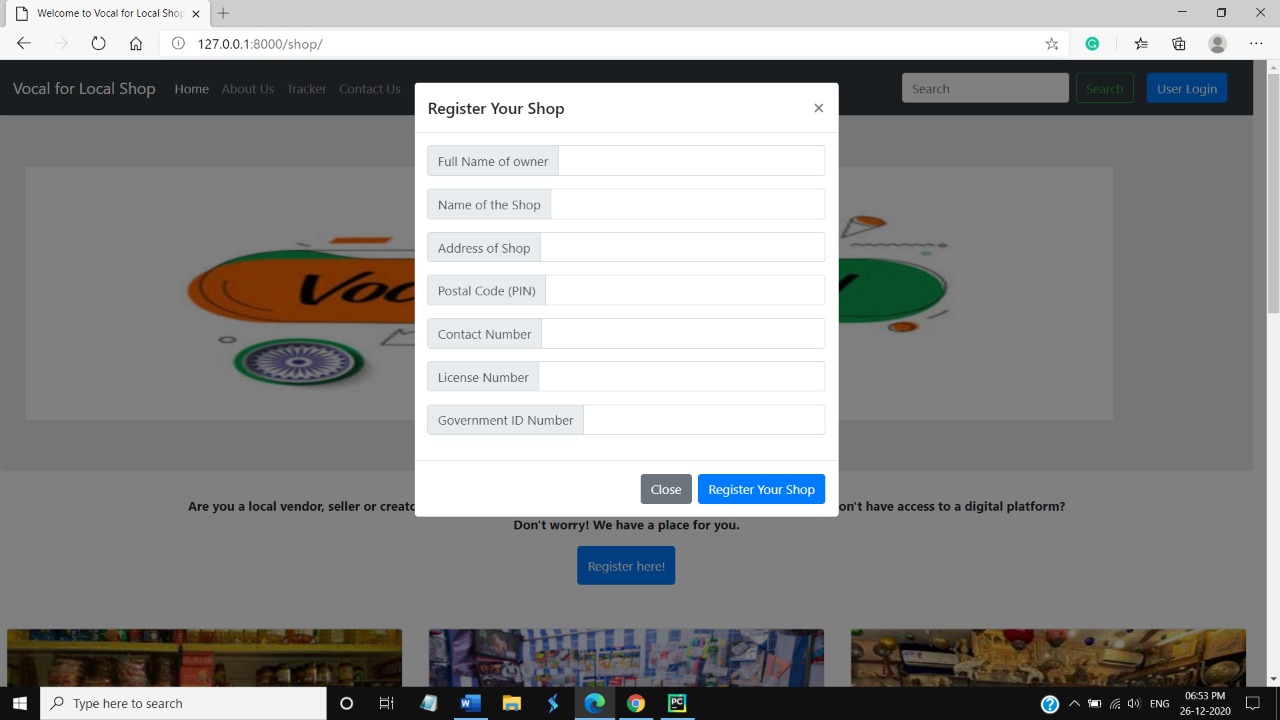 Welcome to Vocal for Local Shop
127.0.0.1:8000/shop/
Vocal for Local Shop Home About Us Tracker Contact Us Search Search User Login
Register Your Shop ×
Full Name of owner
Name of the Shop
Address of Shop
Postal Code (PIN)
Contact Number
License Number
Government ID Number
Close Register Your Shop
Voc
Are you a local vendor, seller or creato
on't have access to a digital platform?
Don't worry! We have a place for you.
Register here!
Type here to search
W
PC
ENG
06:53 PM
26-12-2020